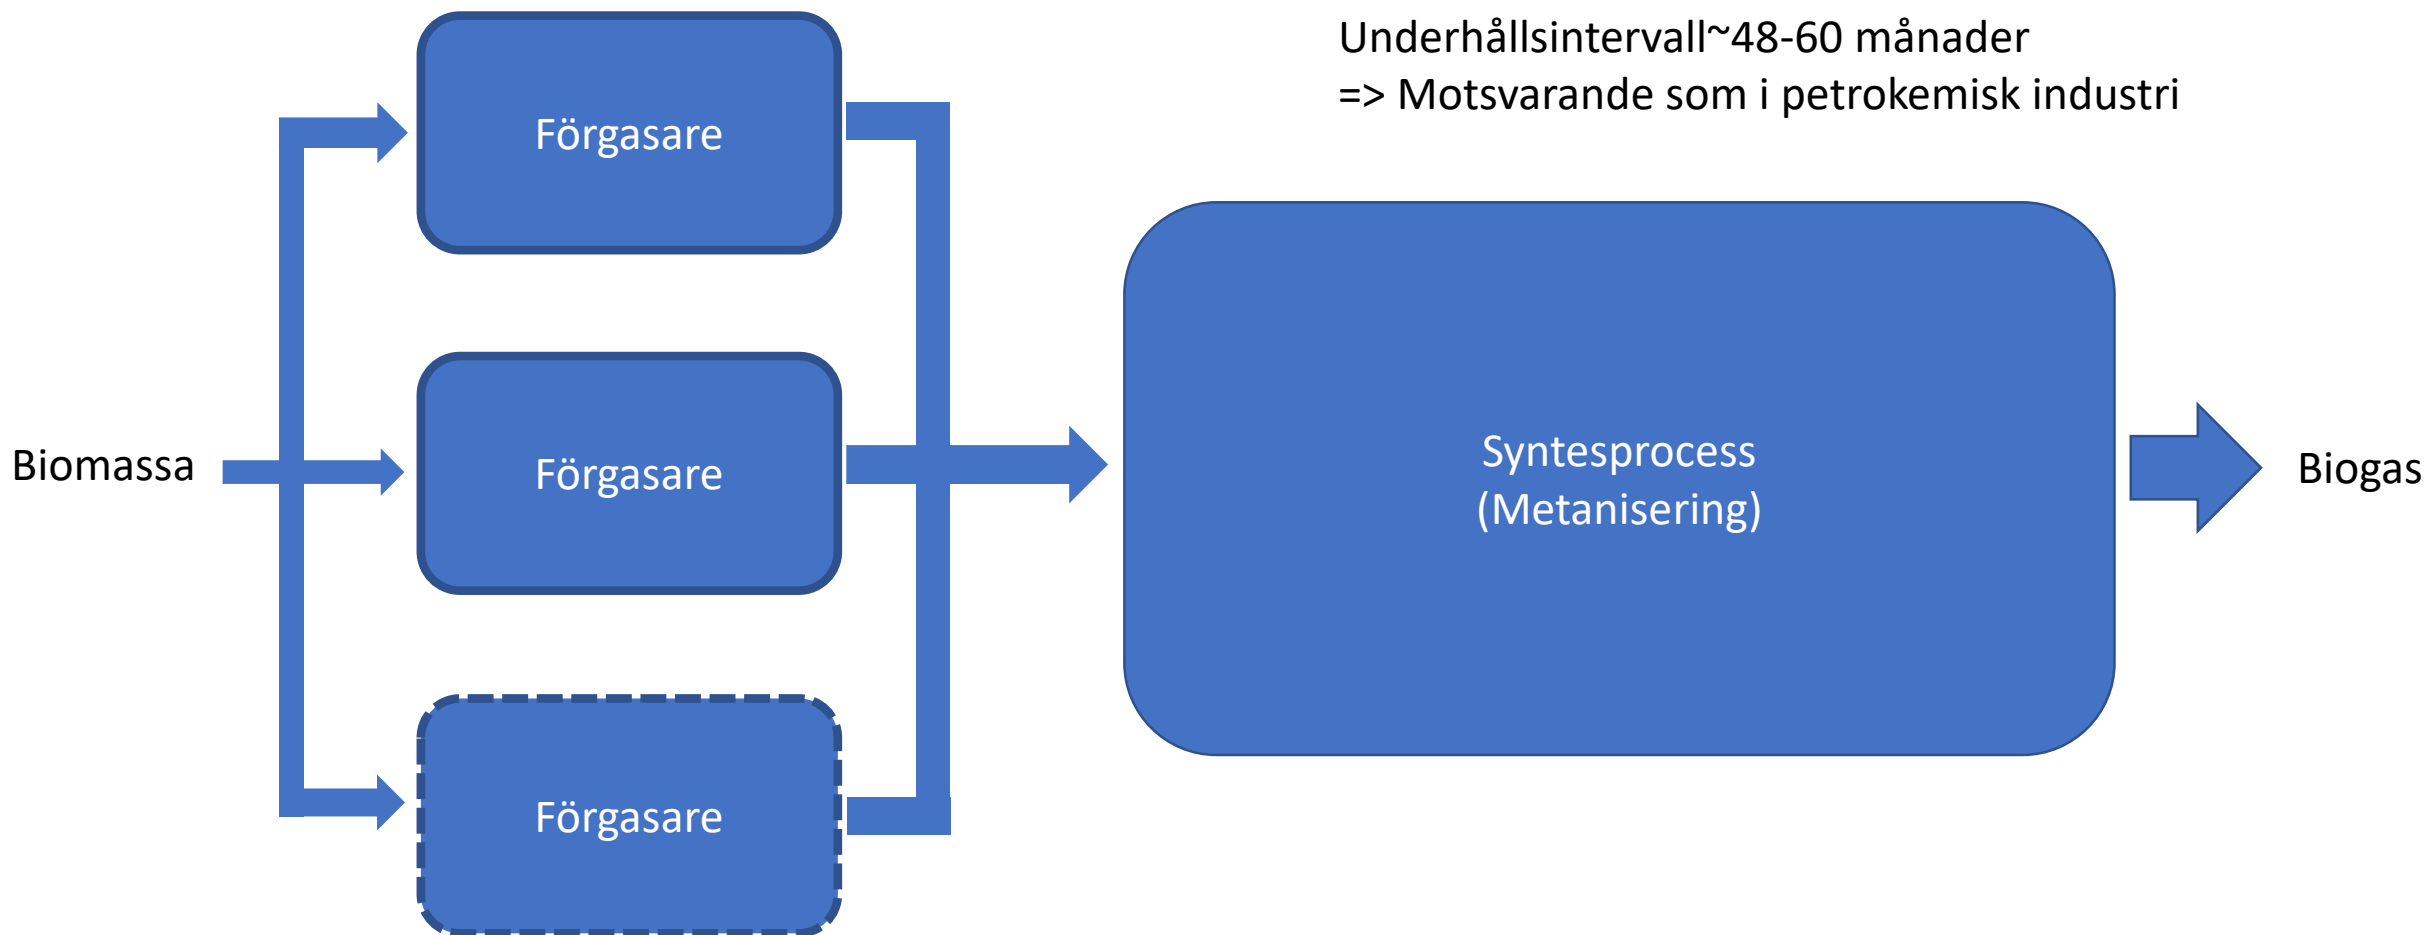 Underhållsintervall~48-60 månader
=> Motsvarande som i petrokemisk industri
Förgasare
Biomassa
Förgasare
Förgasare
Syntesprocess
(Metanisering)
Biogas